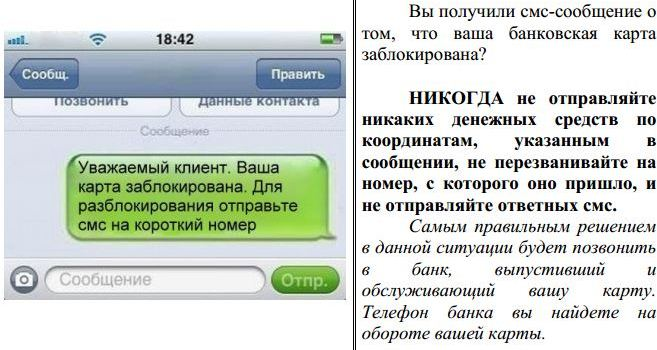 18:42
Сообщ.
Править
Позвонить
Данные контакта
Сообщение
Уважаемый клиент. Ваша
карта заблокирована. Для
разблокирования отправьте
смс на короткий номер
Сообщение
Отпр.
Вы получили смс-сообщение о
том, что ваша банковская карта
заблокирована?
НИКОГДА не отправляйте
никаких денежных средств по
координатам, указанным в
сообщении, не перезванивайте на
номер, с которого оно пришло, и
не отправляйте ответных смс.
Самым правильным решением
в данной ситуации будет позвонить
в банк, выпустивший и
обслуживающий вашу карту.
Телефон банка вы найдете на
обороте вашей карты.